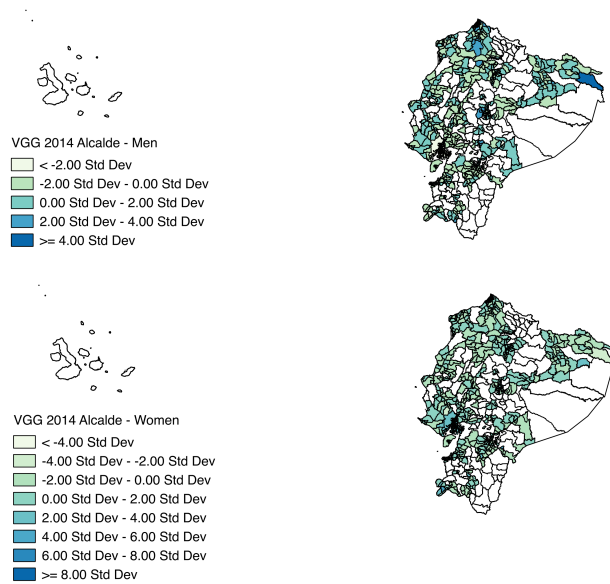 VGG 2014 Alcalde - Men
< -2.00 Std Dev
-2.00 Std Dev - 0.00 Std Dev
0.00 Std Dev - 2.00 Std Dev
2.00 Std Dev - 4.00 Std Dev
>= 4.00 Std Dev
VGG 2014 Alcalde - Women
< -4.00 Std Dev
-4.00 Std Dev - -2.00 Std Dev
-2.00 Std Dev - 0.00 Std Dev
0.00 Std Dev - 2.00 Std Dev
2.00 Std Dev - 4.00 Std Dev
4.00 Std Dev - 6.00 Std Dev
6.00 Std Dev - 8.00 Std Dev
>= 8.00 Std Dev